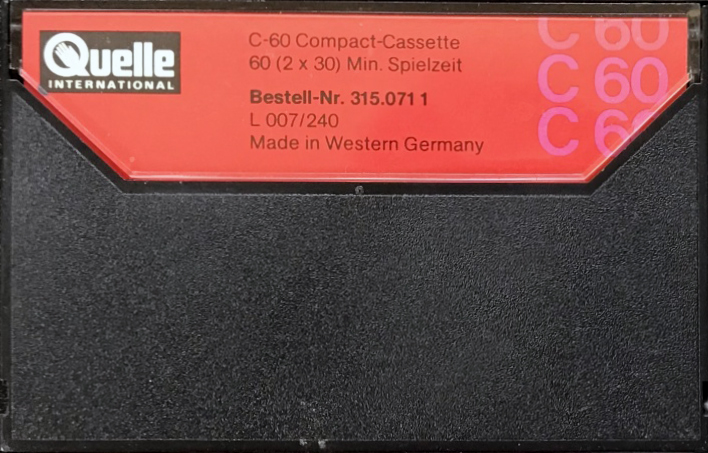 Quelle
INTERNATIONAL
C-60 Compact-Cassette
60 (2 x 30) Min. Spielzeit
Bestell-Nr. 315.071 1
L 007/240
Made in Western Germany
C 60
C 60
C 60